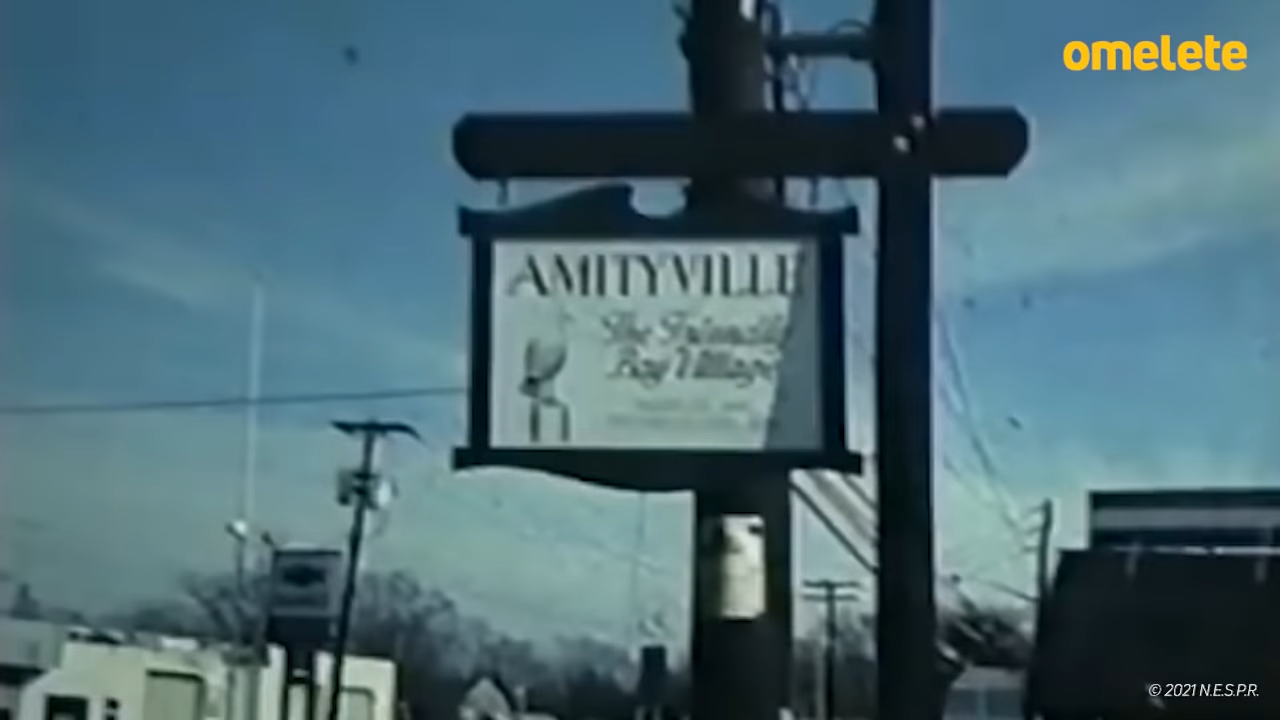 omelete
AMITYVILLE
The Friendly
Bay Village
© 2021 N.E.S.P.R.